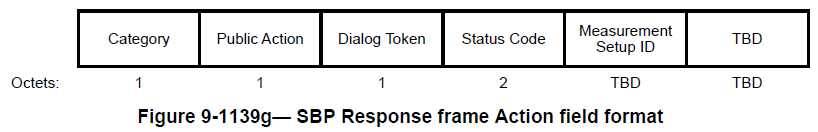 Category Public Action Dialog Token Status Code Measurement Setup ID TBD
Octets: 1 1 1 2 TBD TBD
Figure 9-1139g— SBP Response frame Action field format